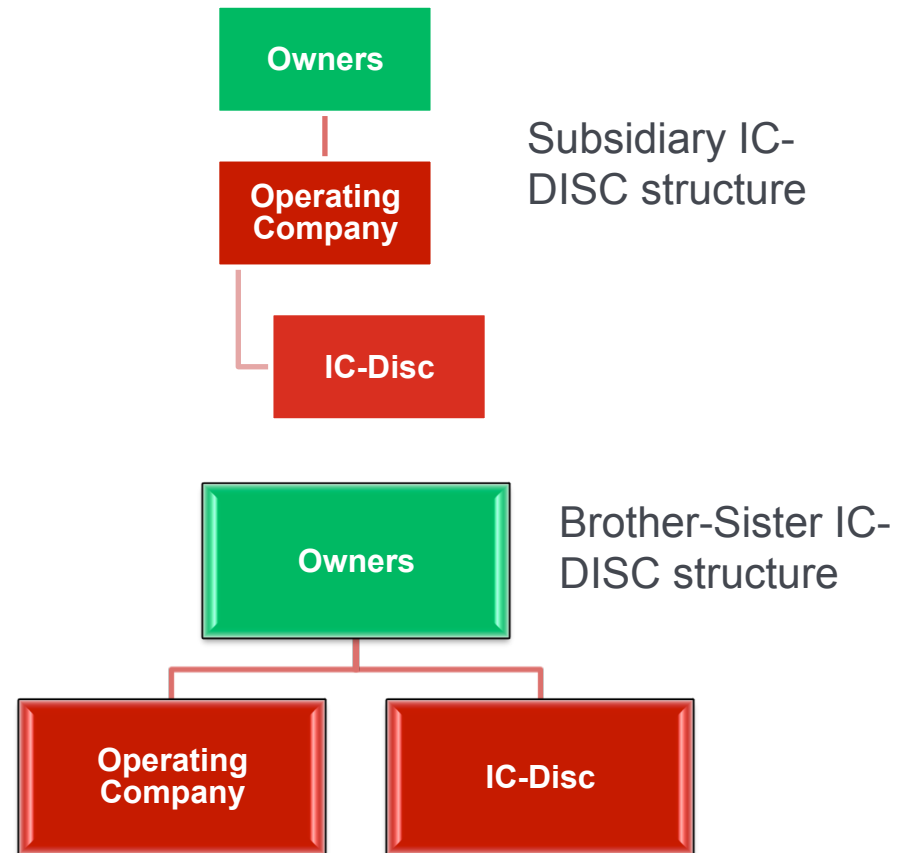 Owners
Subsidiary IC-
DISC structure
Operating
Company
IC-Disc
Brother-Sister IC-
DISC structure
Owners
Operating
Company
IC-Disc